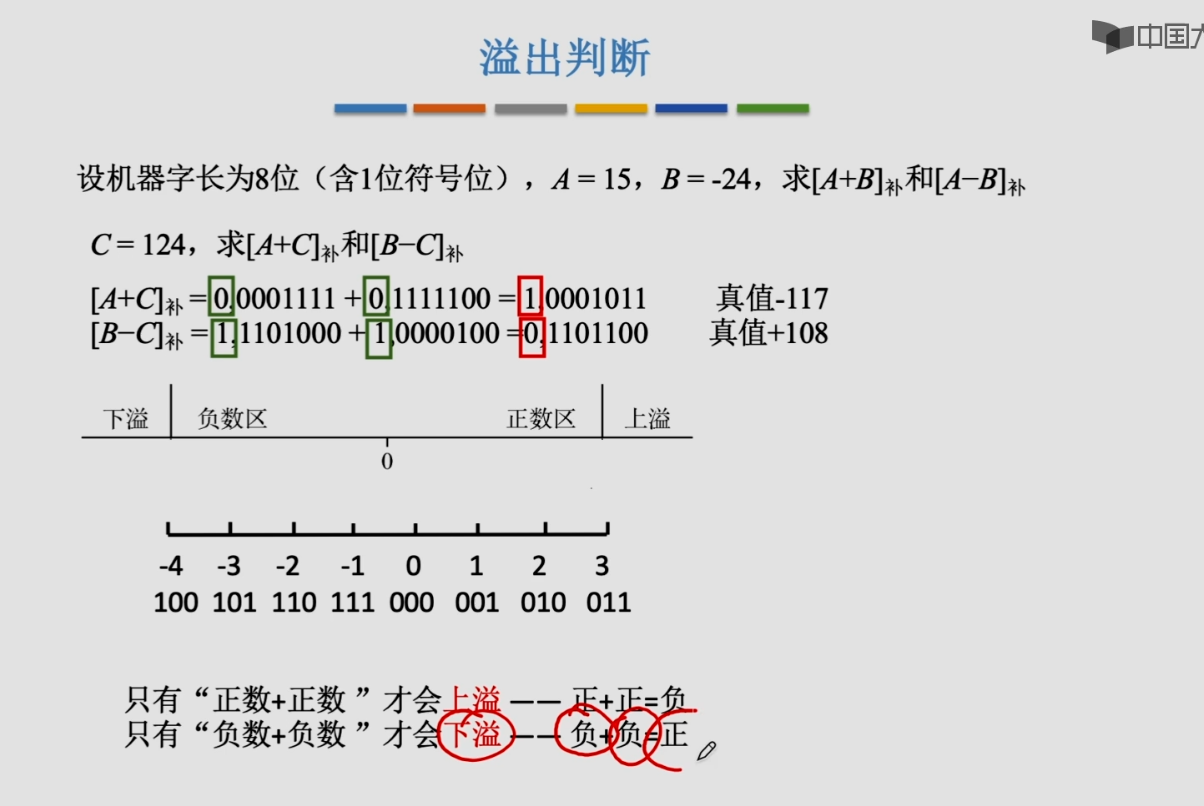 中国大
溢出判断
设机器字长为8位（含1位符号位），A = 15，B = -24，求[A+B]补和[A−B]补
C = 124，求[A+C]补和[B−C]补
[A+C]补 = 0,0001111 + 0,1111100 = 1,0001011 真值-117
[B−C]补 = 1,1101000 + 1,0000100 =0,1101100 真值+108
下溢 负数区 正数区 上溢
0
-4 -3 -2 -1 0 1 2 3
100 101 110 111 000 001 010 011
只有“正数+正数 ”才会上溢 —— 正+正=负
只有“负数+负数 ”才会下溢 —— 负+负=正